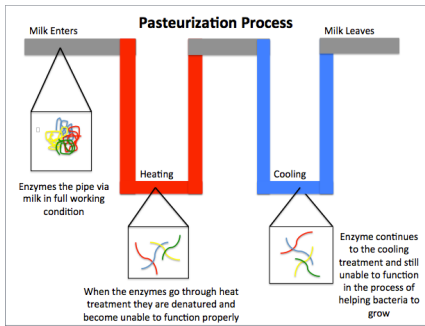 Pasteurization Process
Milk Enters
Milk Leaves
Heating
Cooling
Enzymes the pipe via
milk in full working
condition
When the enzymes go through heat
treatment they are denatured and
become unable to function properly
Enzyme continues
to the cooling
treatment and still
unable to function
in the process of
helping bacteria to
grow